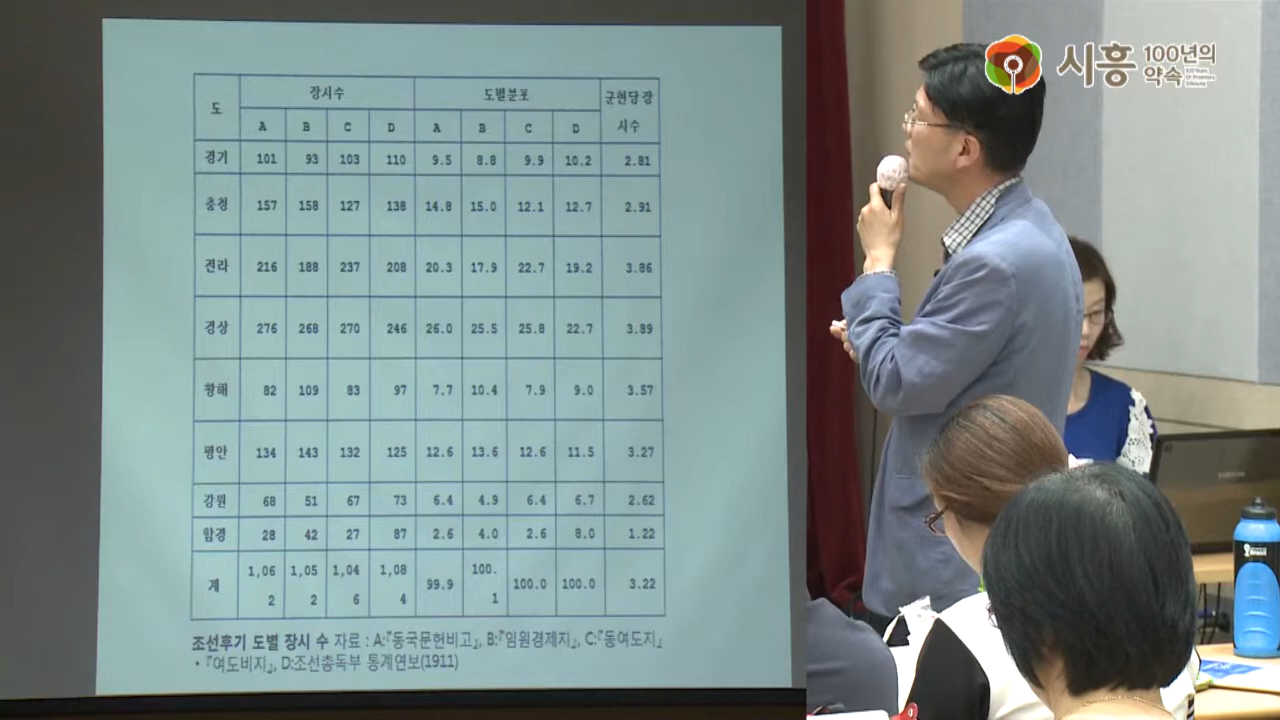 시흥 100년의
약속
도 장시수 도별분포 군현당장
시수
A B C D A B C D
경기 101 93 103 110 9.5 8.8 9.9 10.2 2.81
충청 157 158 127 138 14.8 15.0 12.1 12.7 2.91
전라 216 188 237 208 20.3 17.9 22.7 19.2 3.86
경상 276 268 270 246 26.0 25.5 25.8 22.7 3.89
황해 82 109 83 97 7.7 10.4 7.9 9.0 3.57
평안 134 143 132 125 12.6 13.6 12.6 11.5 3.27
강원 68 51 67 73 6.4 4.9 6.4 6.7 2.62
함경 28 42 27 87 2.6 4.0 2.6 8.0 1.22
계 1,06 1,05 1,04 1,08 99.9 100. 100.0 100.0 3.22
2 2 6 4 1
조선후기 도별 장시 수 자료 : A:『동국문헌비고』, B:『임원경제지』, C:『동여도지』
• 『여도비지』, D:조선총독부 통계연보(1911)